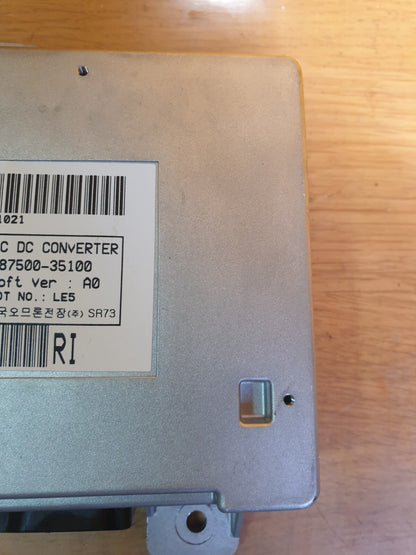 1021
C DC CONVERTER
87500-35100
oft Ver : A0
OT NO.: LE5
국오므론전장(주) SR73
RI